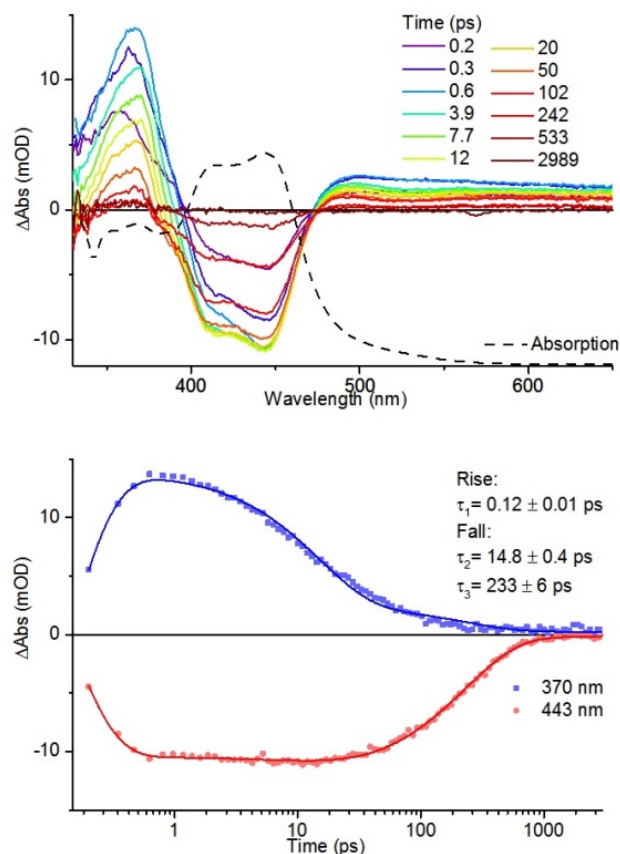 Time (ps)
0.2 20
0.3 50
0.6 102
3.9 242
7.7 533
12 2989
10
0
-10
ΔAbs (mOD)
Absorption
400 500 600
Wavelength (nm)
Rise:
τ1= 0.12 ± 0.01 ps
Fall:
τ2= 14.8 ± 0.4 ps
τ3= 233 ± 6 ps
10
0
-10
ΔAbs (mOD)
370 nm
443 nm
1 10 100 1000
Time (ps)